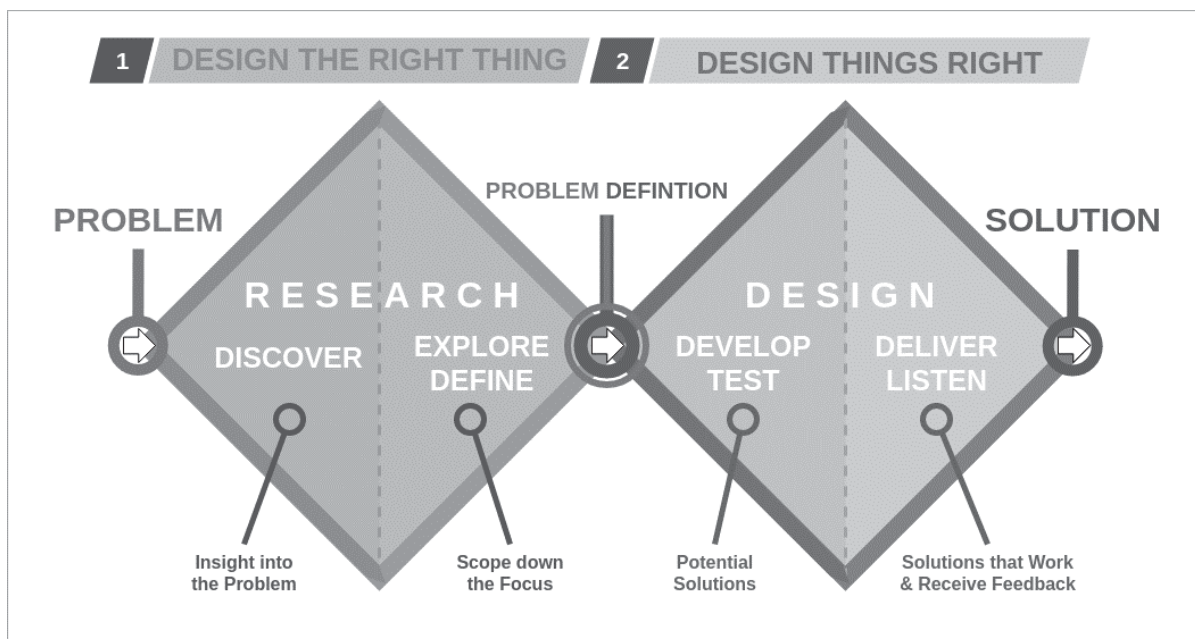 1 DESIGN THE RIGHT THING 2 DESIGN THINGS RIGHT
PROBLEM
PROBLEM DEFINTION
SOLUTION
RESEARCH
DISCOVER
EXPLORE
DEFINE
DESIGN
DEVELOP
TEST
DELIVER
LISTEN
Insight into
the Problem
Scope down
the Focus
Potential
Solutions
Solutions that Work
& Receive Feedback